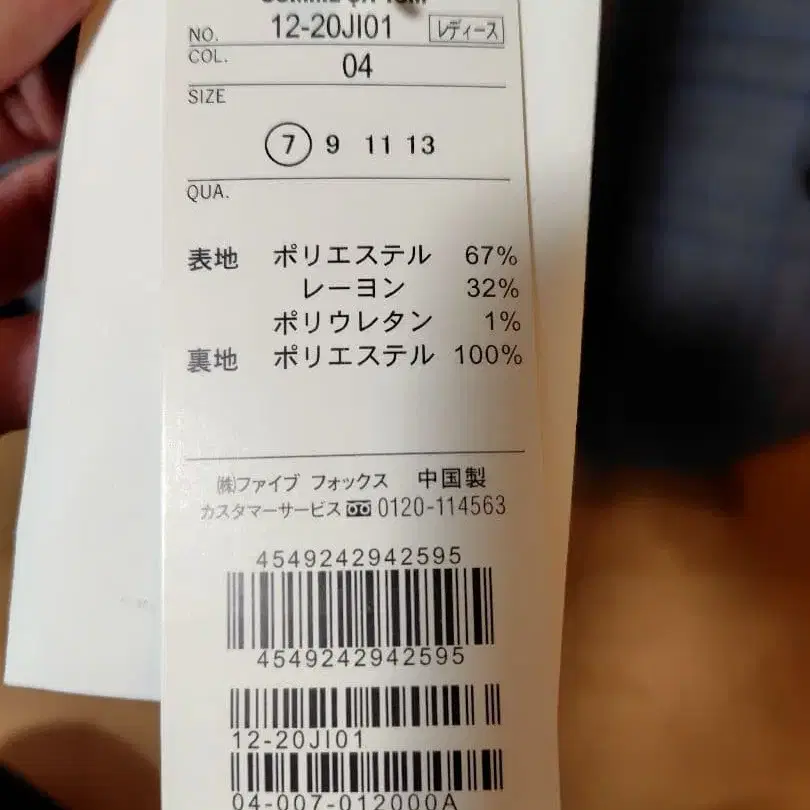 NO. 12-20JI01 レディース
COL. 04
SIZE
7 9 11 13
QUA.
表地 ポリエステル 67%
レーヨン 32%
ポリウレタン 1%
裏地 ポリエステル 100%
㈱ファイブ フォックス 中国製
カスタマーサービス 0120-114563
4549242942595
4549242942595
12-20JI01
04-007-012000A